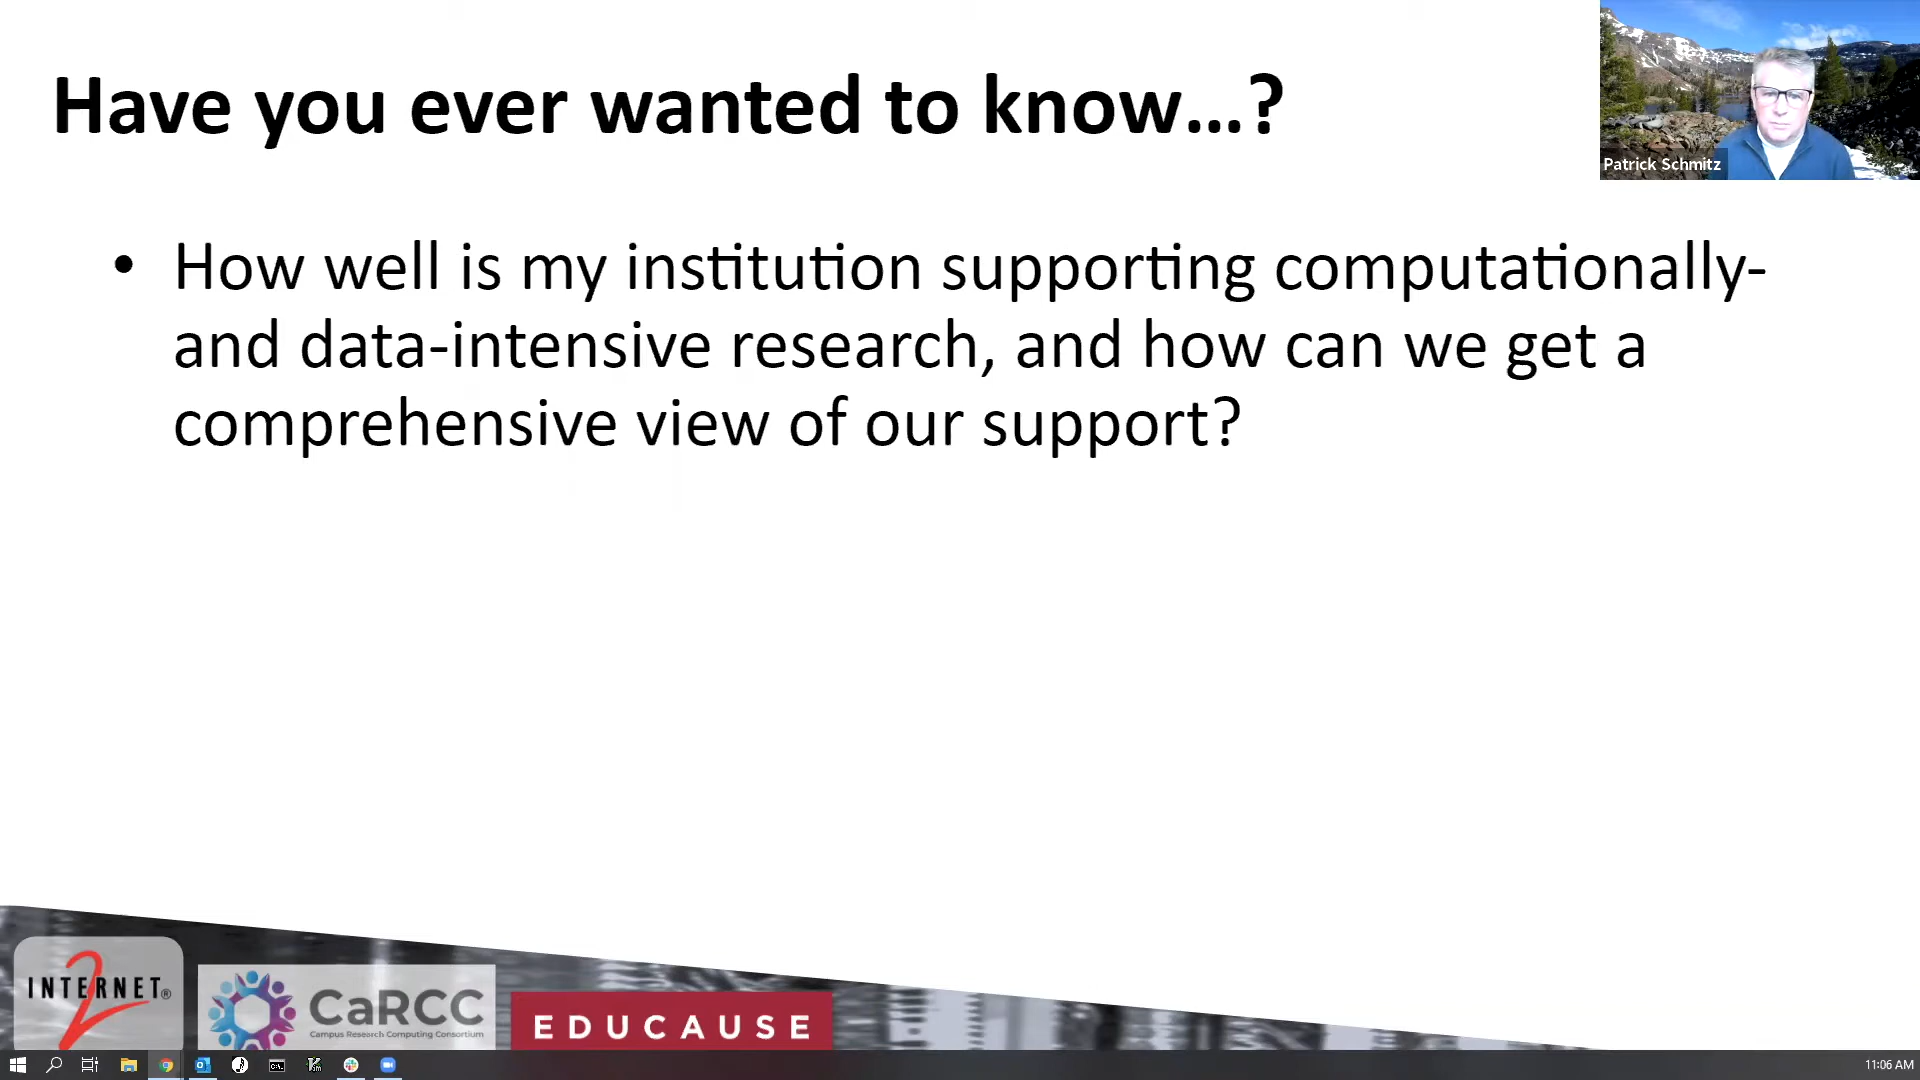 Have you ever wanted to know...?
Patrick Schmitz
• How well is my institution supporting computationally-
and data-intensive research, and how can we get a
comprehensive view of our support?
INTERNET®
2
CaRCC
Campus Research Computing Consortium
EDUCAUSE
11:06 AM